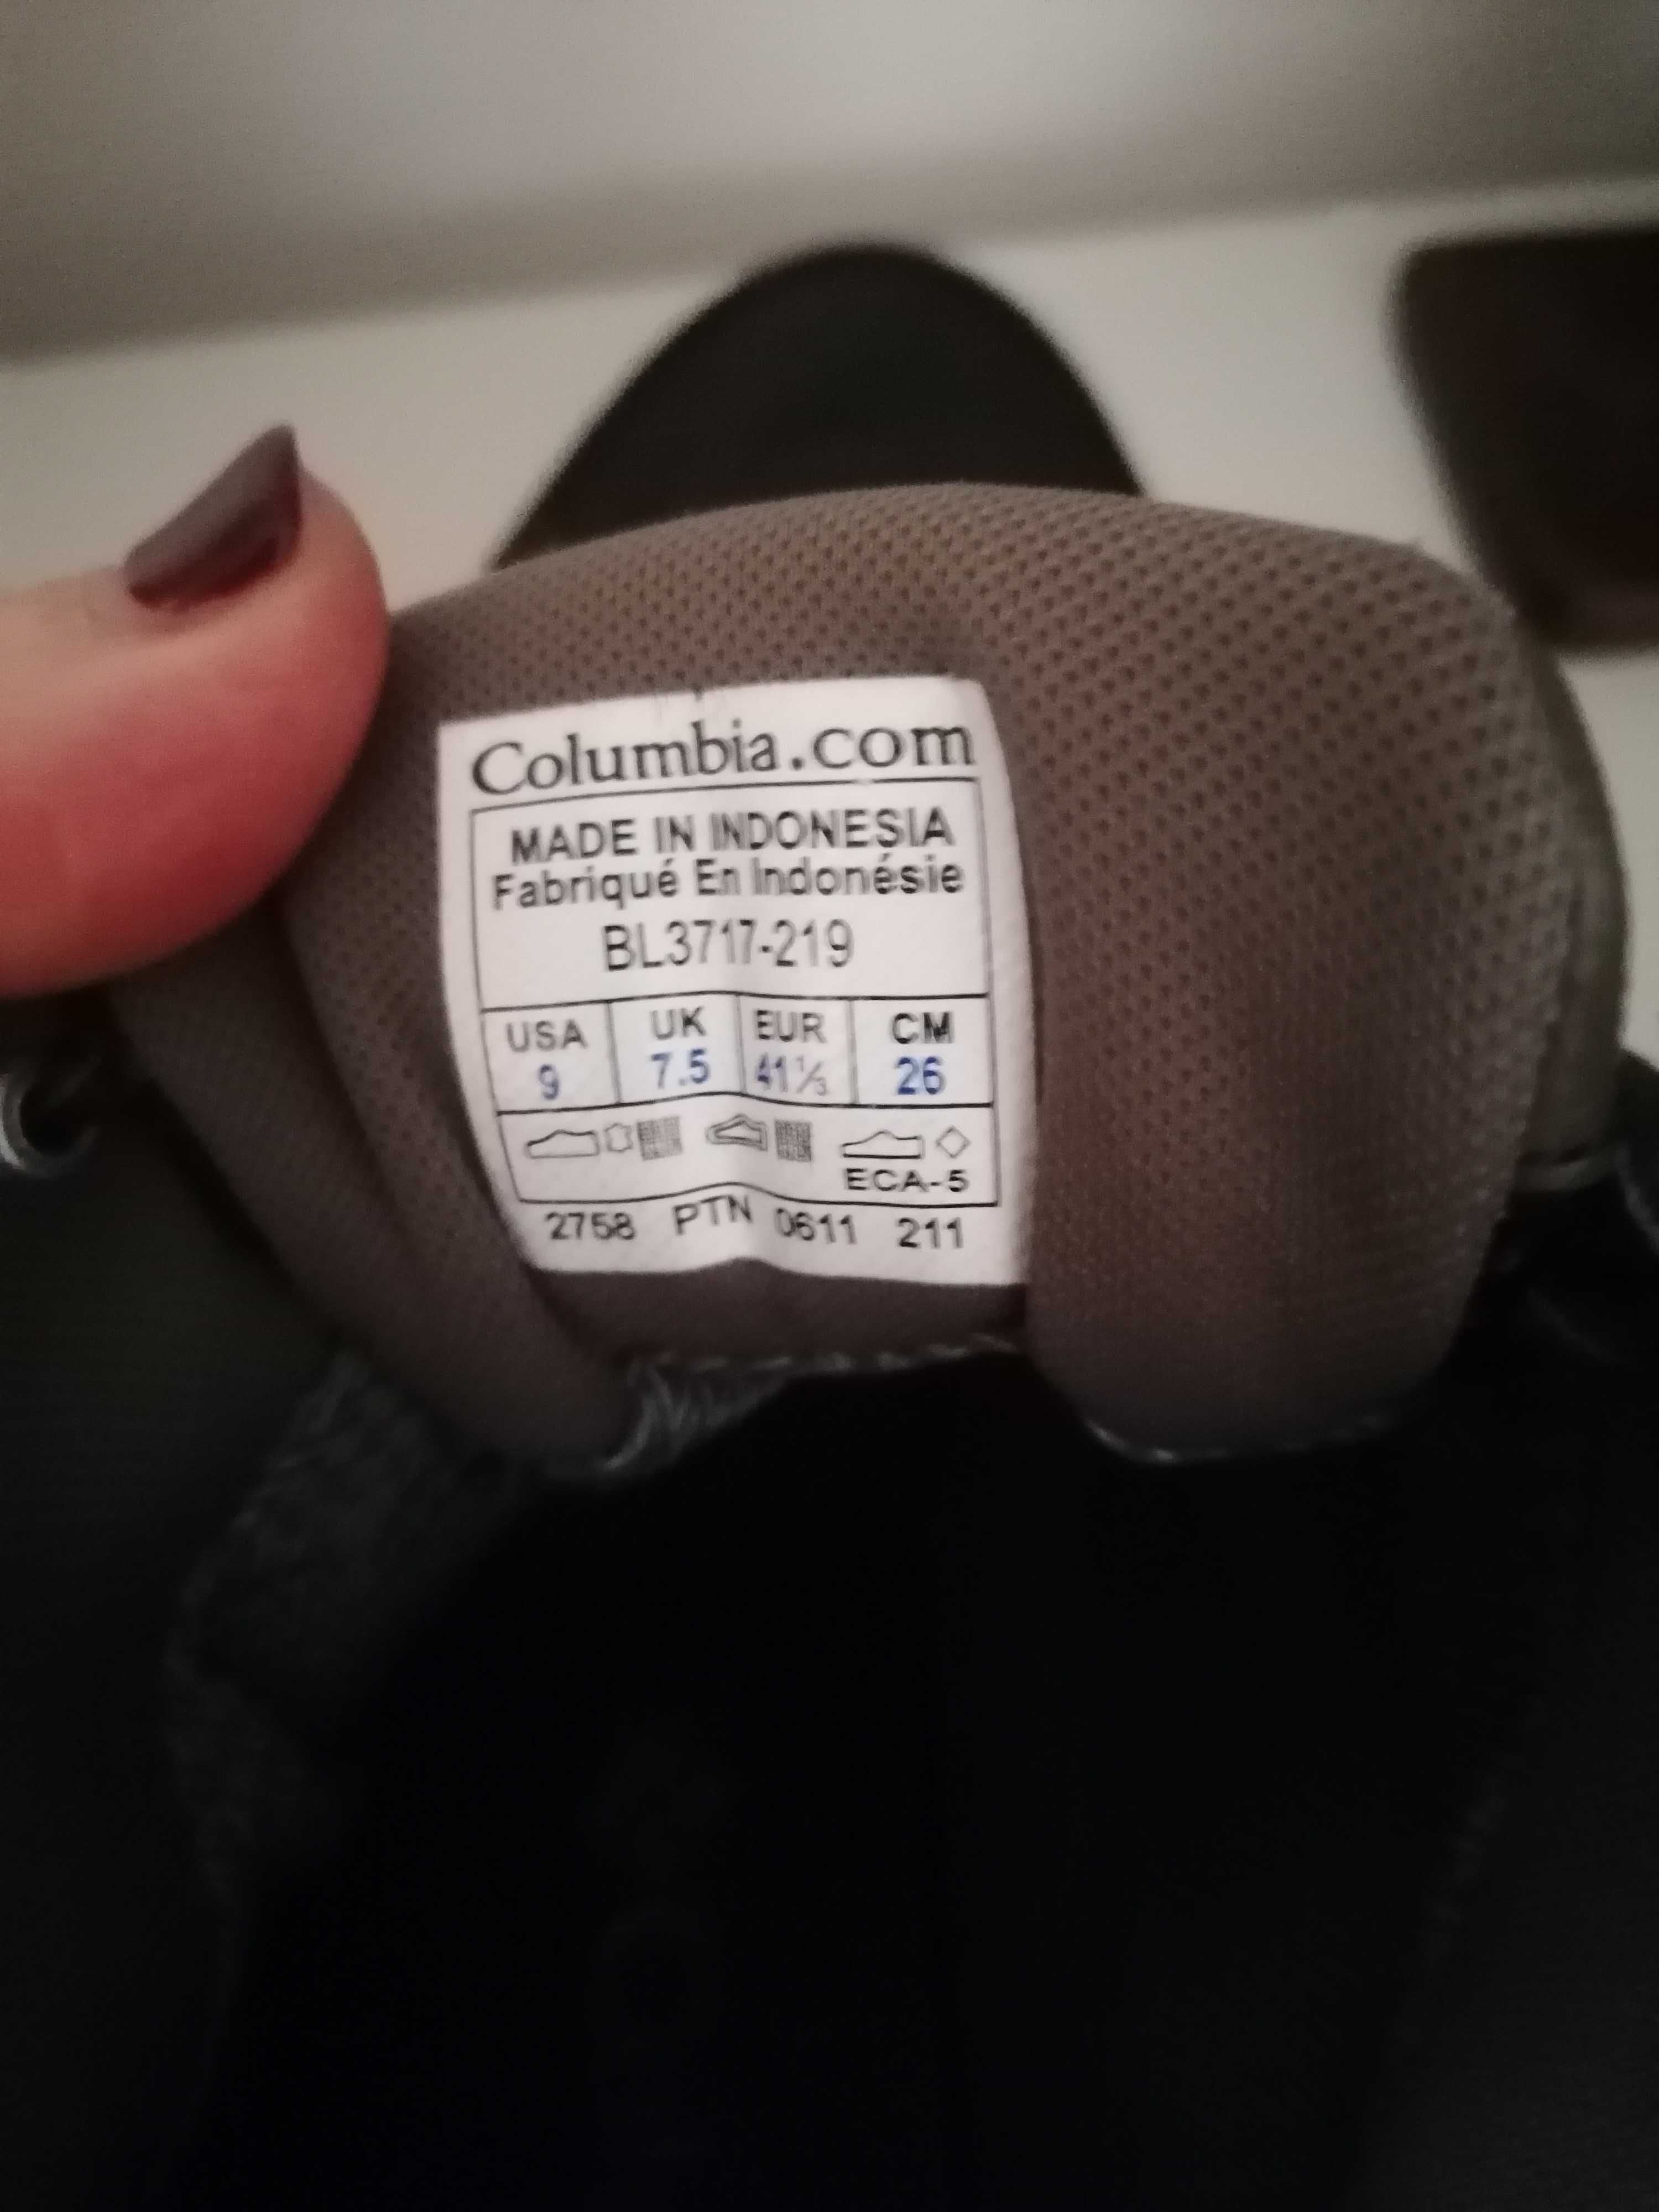 Columbia.com
MADE IN INDONESIA
Fabriqué En Indonésie
BL3717-219
USA UK EUR CM
9 7.5 41⅓ 26
ECA-5
2758 PTN 0611 211